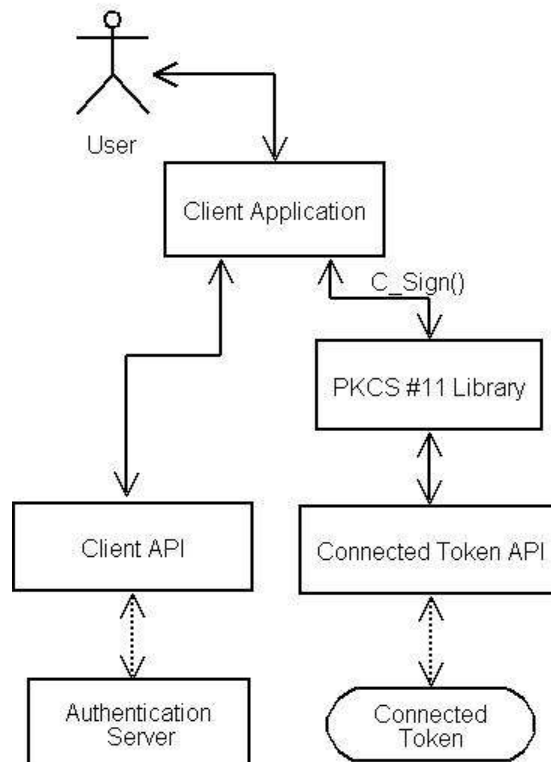 User
Client Application
C_Sign()
PKCS #11 Library
Client API
Connected Token API
Authentication
Server
Connected
Token